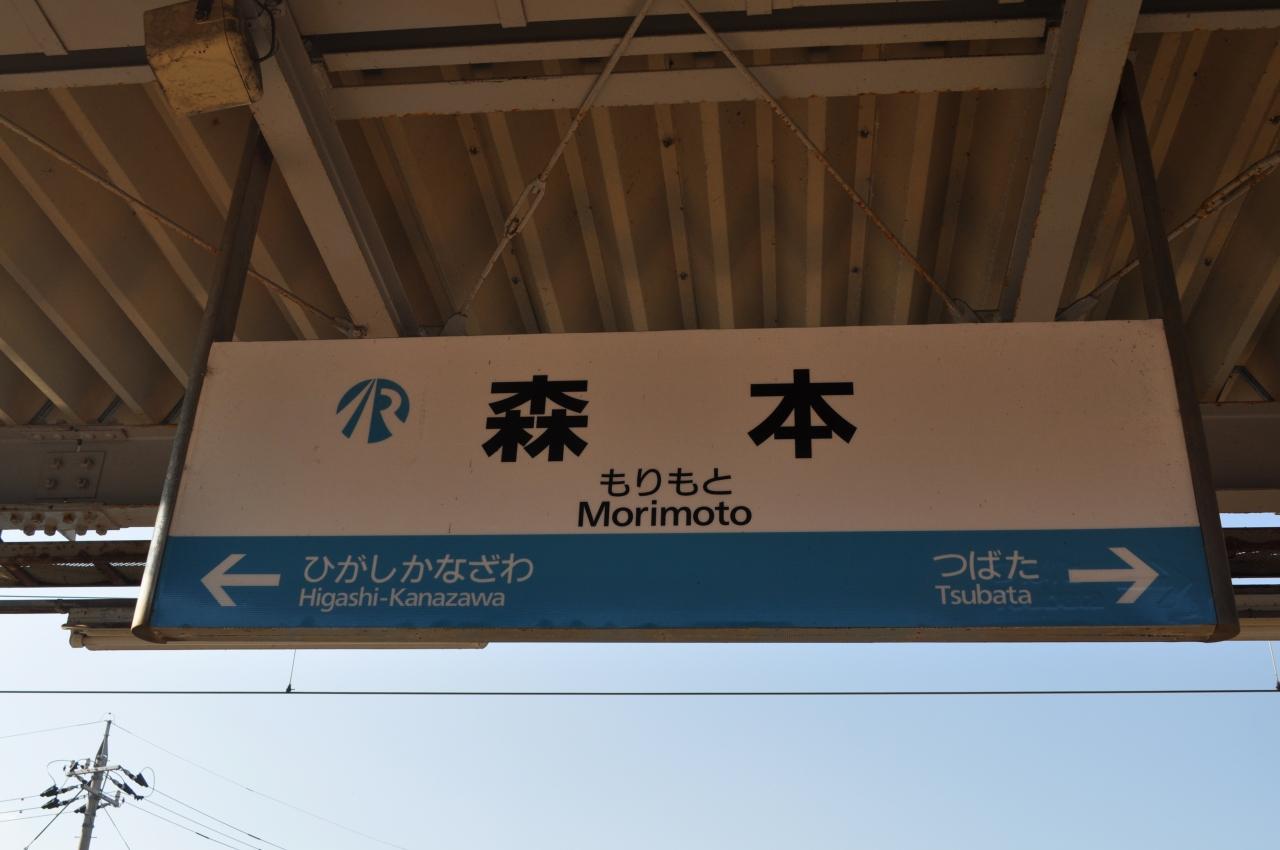 森本
もりもと
Morimoto
ひがしかなざわ
Higashi-Kanazawa
つばた
Tsubata